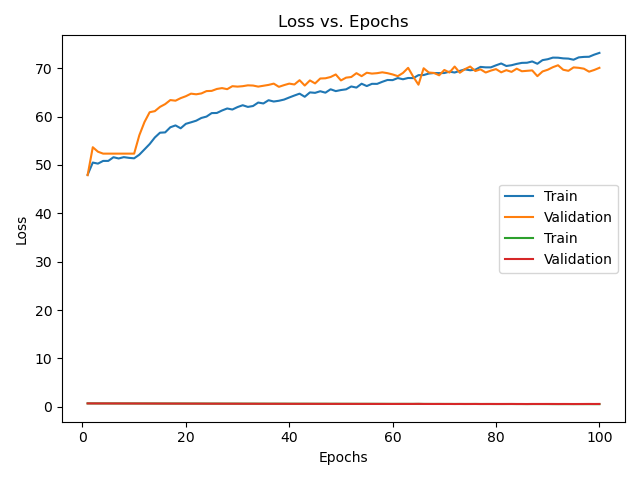 Loss vs. Epochs
Loss
70
60
50
40
30
20
10
0
Train
Validation
Train
Validation
0 20 40 60 80 100
Epochs